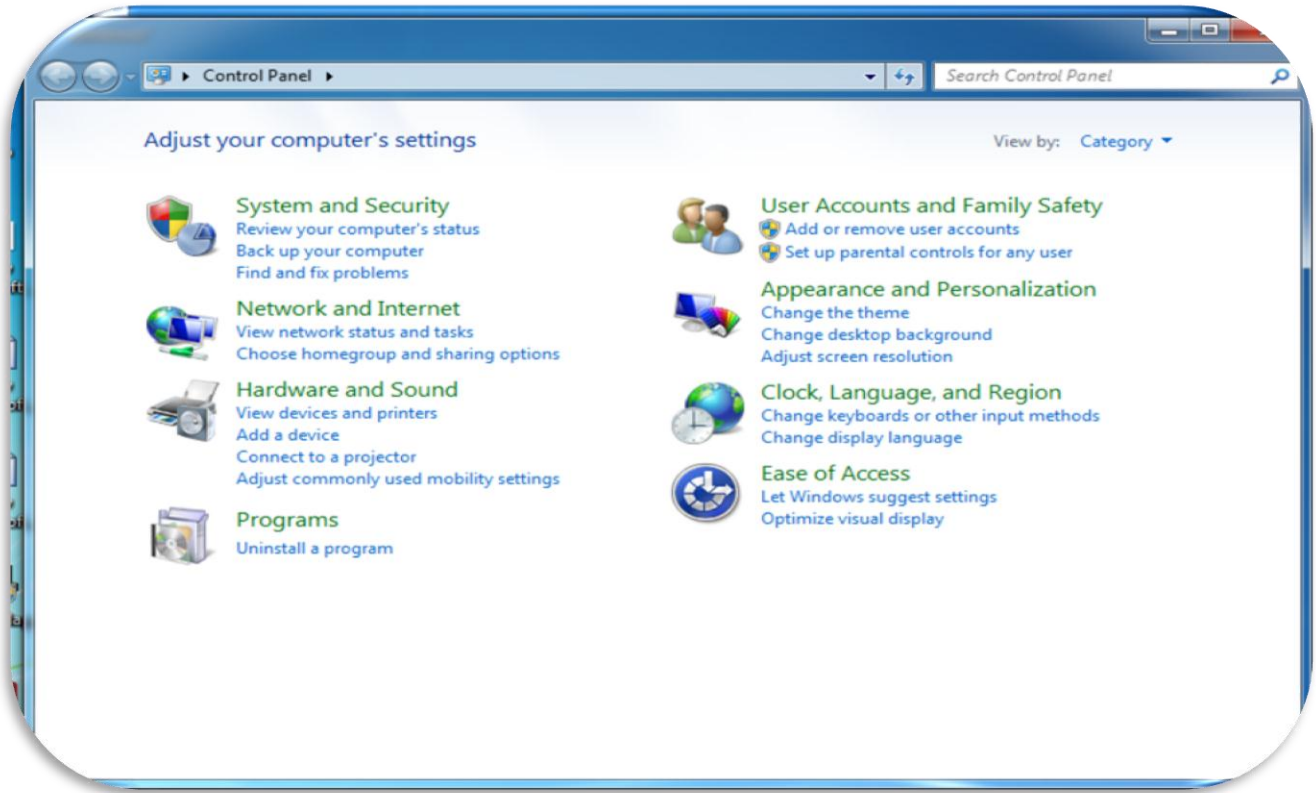 Control Panel
Search Control Panel
Adjust your computer's settings
View by: Category
System and Security
Review your computer's status
Back up your computer
Find and fix problems
Network and Internet
View network status and tasks
Choose homegroup and sharing options
Hardware and Sound
View devices and printers
Add a device
Connect to a projector
Adjust commonly used mobility settings
Programs
Uninstall a program
User Accounts and Family Safety
Add or remove user accounts
Set up parental controls for any user
Appearance and Personalization
Change the theme
Change desktop background
Adjust screen resolution
Clock, Language, and Region
Change keyboards or other input methods
Change display language
Ease of Access
Let Windows suggest settings
Optimize visual display